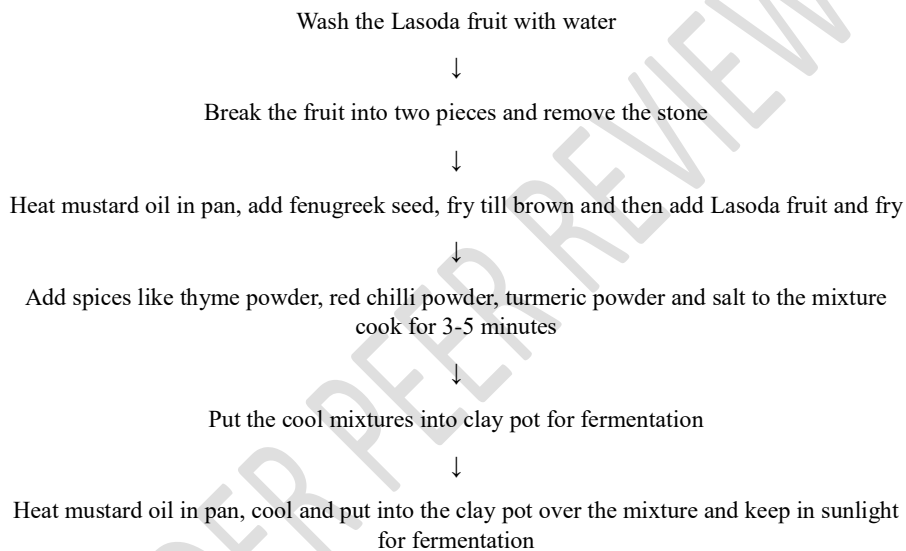 Wash the Lasoda fruit with water
↓
Break the fruit into two pieces and remove the stone
↓
Heat mustard oil in pan, add fenugreek seed, fry till brown and then add Lasoda fruit and fry
↓
Add spices like thyme powder, red chilli powder, turmeric powder and salt to the mixture
cook for 3-5 minutes
↓
Put the cool mixtures into clay pot for fermentation
↓
Heat mustard oil in pan, cool and put into the clay pot over the mixture and keep in sunlight
for fermentation
ER PEER REVIEW